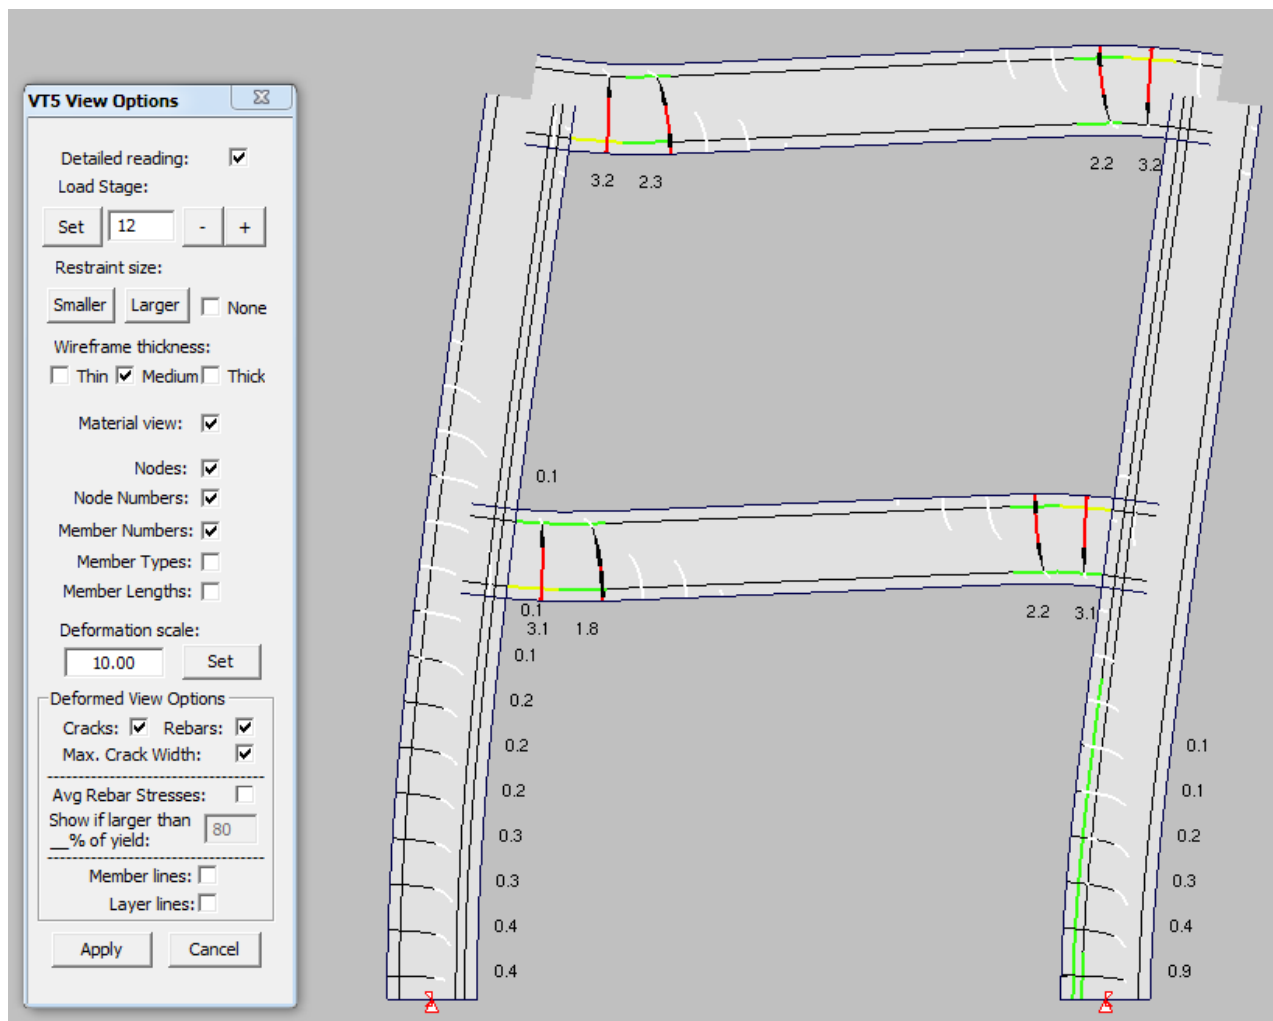 VT5 View Options
Detailed reading:
Load Stage:
Set 12 - +
Restraint size:
Smaller Larger None
Wireframe thickness:
Thin Medium Thick
Material view:
Nodes:
Node Numbers:
Member Numbers:
Member Types:
Member Lengths:
Deformation scale:
10.00 Set
Deformed View Options
Cracks: Rebars:
Max. Crack Width:
Avg Rebar Stresses:
Show if larger than
__% of yield: 80
Member lines:
Layer lines:
Apply Cancel
3.2 2.3
2.2 3.2
0.1
0.1
3.1 1.8
2.2 3.1
0.1
0.2
0.2
0.2
0.3
0.3
0.4
0.4
0.1
0.1
0.2
0.3
0.4
0.9